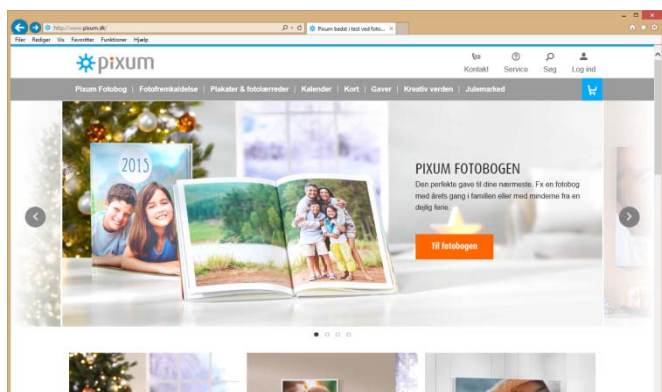 http://www.pixum.dk/
Pixum bedst i test ved foto...
Filer Rediger Vis Favoritter Funktioner Hjælp
pixum
Kontakt Service Søg Log ind
Pixum Fotobog | Fotofremkaldelse | Plakater & fotolærreder | Kalender | Kort | Gaver | Kreativ verden | Julemarked
2015
PIXUM FOTOBOGEN
Den perfekte gave til dine nærmeste. Fx en fotobog
med årets gang i familien eller med minderne fra en
dejlig ferie.
Til fotobogen